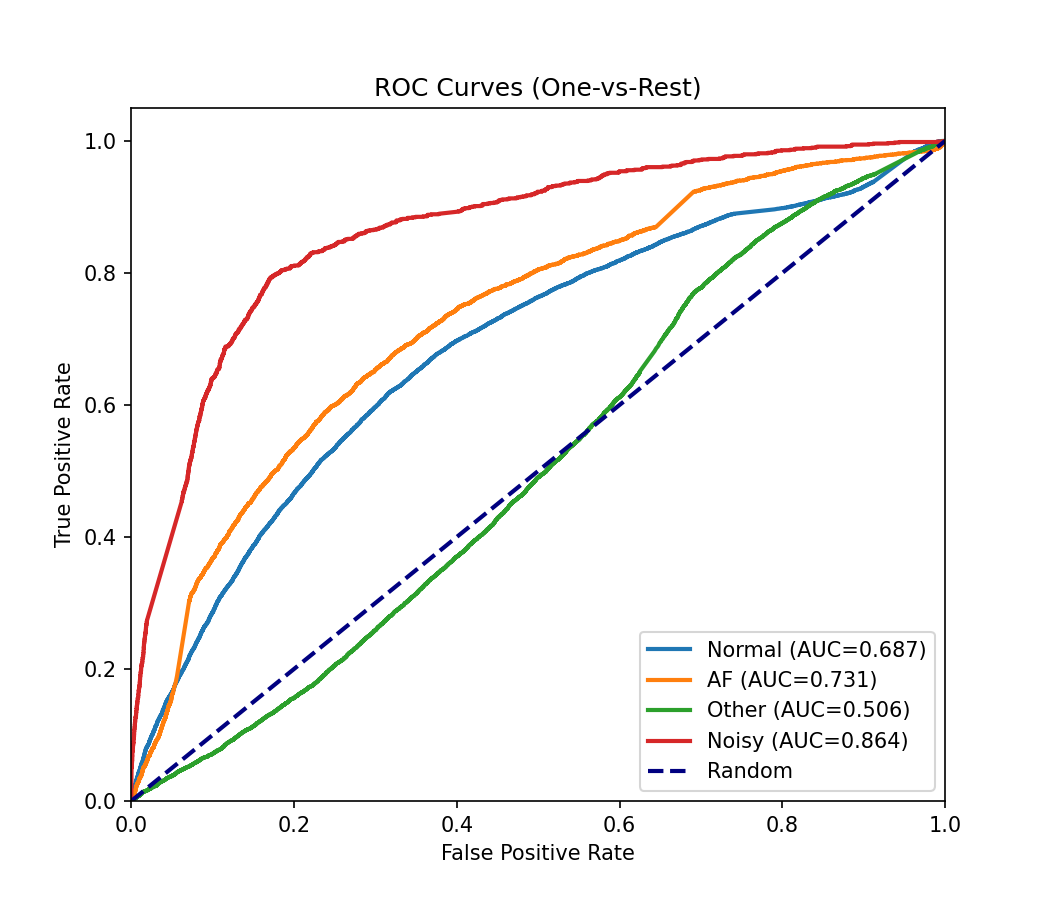 ROC Curves (One-vs-Rest)
True Positive Rate
1.0
0.8
0.6
0.4
0.2
0.0
0.0 0.2 0.4 0.6 0.8 1.0
False Positive Rate
Normal (AUC=0.687)
AF (AUC=0.731)
Other (AUC=0.506)
Noisy (AUC=0.864)
Random